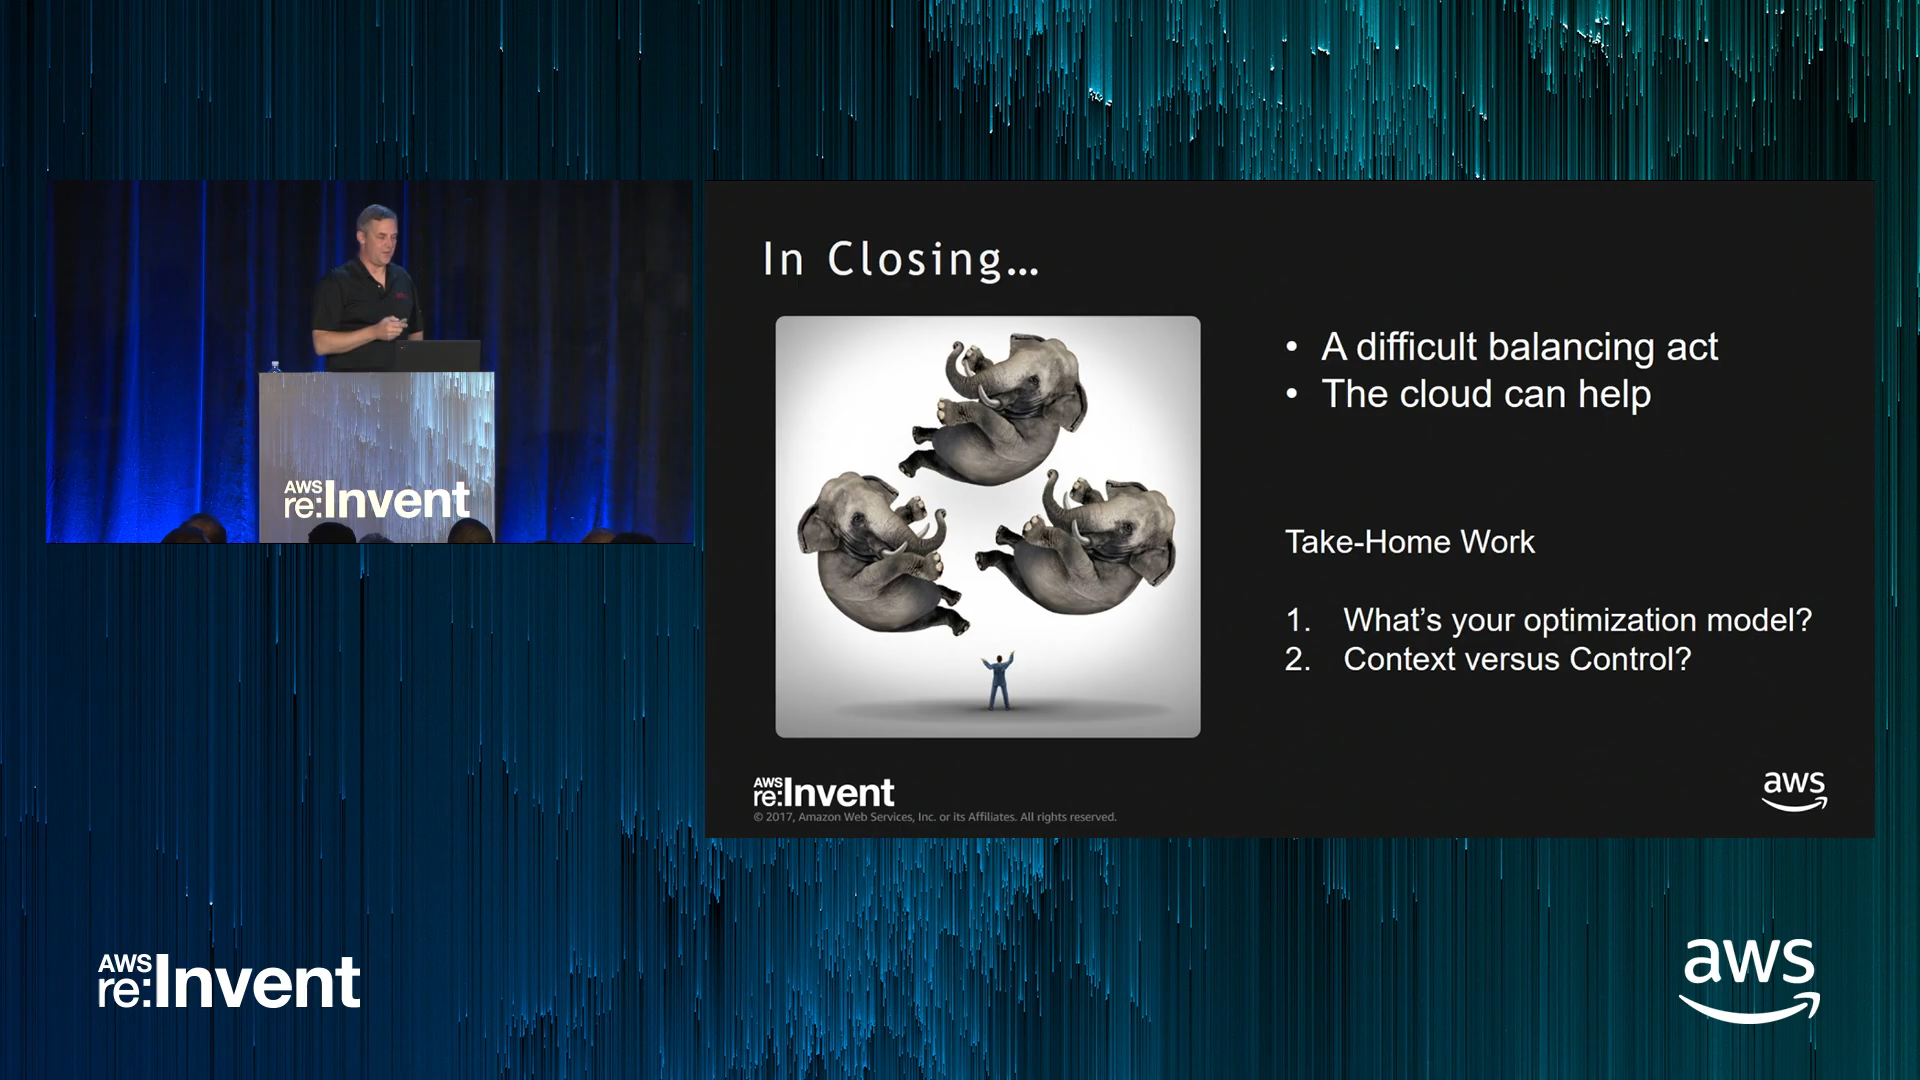 AWS
re:Invent
In Closing...
• A difficult balancing act
• The cloud can help
Take-Home Work
1. What's your optimization model?
2. Context versus Control?
AWS
re:Invent
© 2017, Amazon Web Services, Inc. or its Affiliates. All rights reserved.
aws
AWS
re:Invent
aws